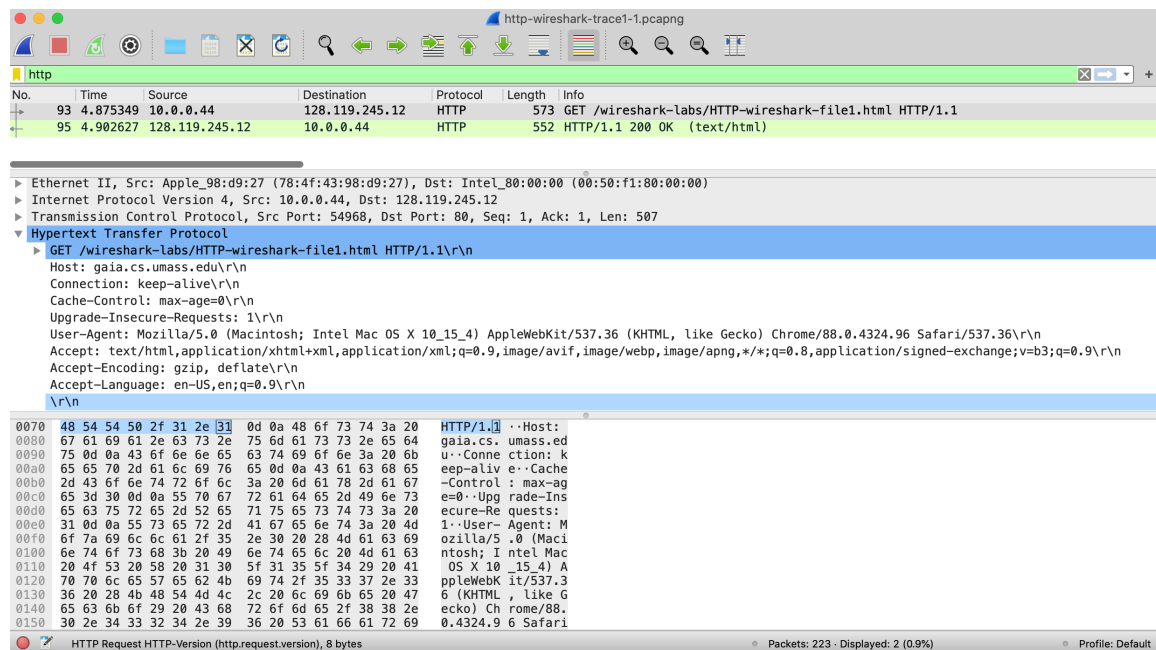 http-wireshark-trace1-1.pcapng
http
No. Time Source Destination Protocol Length Info
93 4.875349 10.0.0.44 128.119.245.12 HTTP 573 GET /wireshark-labs/HTTP-wireshark-file1.html HTTP/1.1
95 4.902627 128.119.245.12 10.0.0.44 HTTP 552 HTTP/1.1 200 OK  (text/html)
Ethernet II, Src: Apple_98:d9:27 (78:4f:43:98:d9:27), Dst: Intel_80:00:00 (00:50:f1:80:00:00)
Internet Protocol Version 4, Src: 10.0.0.44, Dst: 128.119.245.12
Transmission Control Protocol, Src Port: 54968, Dst Port: 80, Seq: 1, Ack: 1, Len: 507
Hypertext Transfer Protocol
GET /wireshark-labs/HTTP-wireshark-file1.html HTTP/1.1\r\n
Host: gaia.cs.umass.edu\r\n
Connection: keep-alive\r\n
Cache-Control: max-age=0\r\n
Upgrade-Insecure-Requests: 1\r\n
User-Agent: Mozilla/5.0 (Macintosh; Intel Mac OS X 10_15_4) AppleWebKit/537.36 (KHTML, like Gecko) Chrome/88.0.4324.96 Safari/537.36\r\n
Accept: text/html,application/xhtml+xml,application/xml;q=0.9,image/avif,image/webp,image/apng,*/*;q=0.8,application/signed-exchange;v=b3;q=0.9\r\n
Accept-Encoding: gzip, deflate\r\n
Accept-Language: en-US,en;q=0.9\r\n
\r\n
0070 48 54 54 50 2f 31 2e 31 0d 0a 48 6f 73 74 3a 20 HTTP/1.1 ··Host:
0080 67 61 69 61 2e 63 73 2e 75 6d 61 73 73 2e 65 64 gaia.cs. umass.ed
0090 75 0d 0a 43 6f 6e 6e 65 63 74 69 6f 6e 3a 20 6b u··Conne ction: k
00a0 65 65 70 2d 61 6c 69 76 65 0d 0a 43 61 63 68 65 eep-aliv e··Cache
00b0 2d 43 6f 6e 74 72 6f 6c 3a 20 6d 61 78 2d 61 67 -Control : max-ag
00c0 65 3d 30 0d 0a 55 70 67 72 61 64 65 2d 49 6e 73 e=0··Upg rade-Ins
00d0 65 63 75 72 65 2d 52 65 71 75 65 73 74 73 3a 20 ecure-Re quests:
00e0 31 0d 0a 55 73 65 72 2d 41 67 65 6e 74 3a 20 4d 1··User- Agent: M
00f0 6f 7a 69 6c 6c 61 2f 35 2e 30 20 28 4d 61 63 69 ozilla/5 .0 (Maci
0100 6e 74 6f 73 68 3b 20 49 6e 74 65 6c 20 4d 61 63 ntosh; I ntel Mac
0110 20 4f 53 20 58 20 31 30 5f 31 35 5f 34 29 20 41 OS X 10 _15_4) A
0120 70 70 6c 65 57 65 62 4b 69 74 2f 35 33 37 2e 33 ppleWebK it/537.3
0130 36 20 28 4b 48 54 4d 4c 2c 20 6c 69 6b 65 20 47 6 (KHTML , like G
0140 65 63 6b 6f 29 20 43 68 72 6f 6d 65 2f 38 38 2e ecko) Ch rome/88.
0150 30 2e 34 33 32 34 2e 39 36 20 53 61 66 61 72 69 0.4324.9 6 Safari
HTTP Request HTTP-Version (http.request.version), 8 bytes Packets: 223 · Displayed: 2 (0.9%) Profile: Default